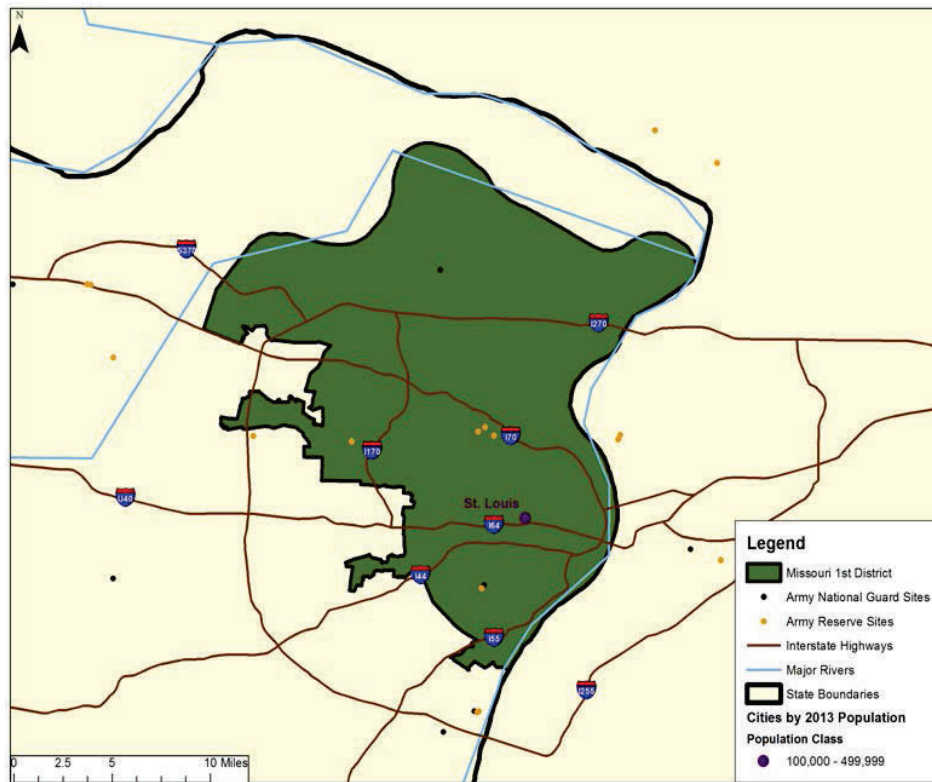 N
S370
I270
I70
I170
U40
St. Louis
I64
I44
I55
I255
Legend
Missouri 1st District
Army National Guard Sites
Army Reserve Sites
Interstate Highways
Major Rivers
State Boundaries
Cities by 2013 Population
Population Class
100,000 - 499,999
0 2.5 5 10 Miles